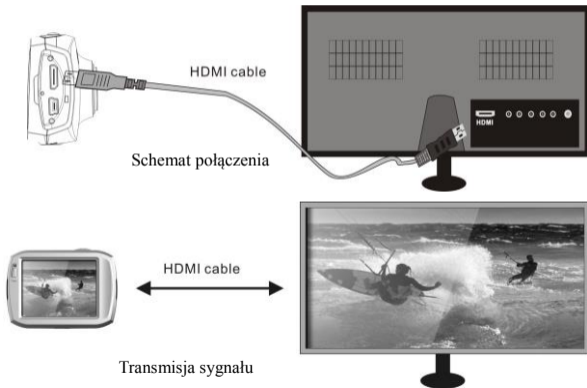 HDMI cable
HDMI
Schemat połączenia
HDMI cable
Transmisja sygnału